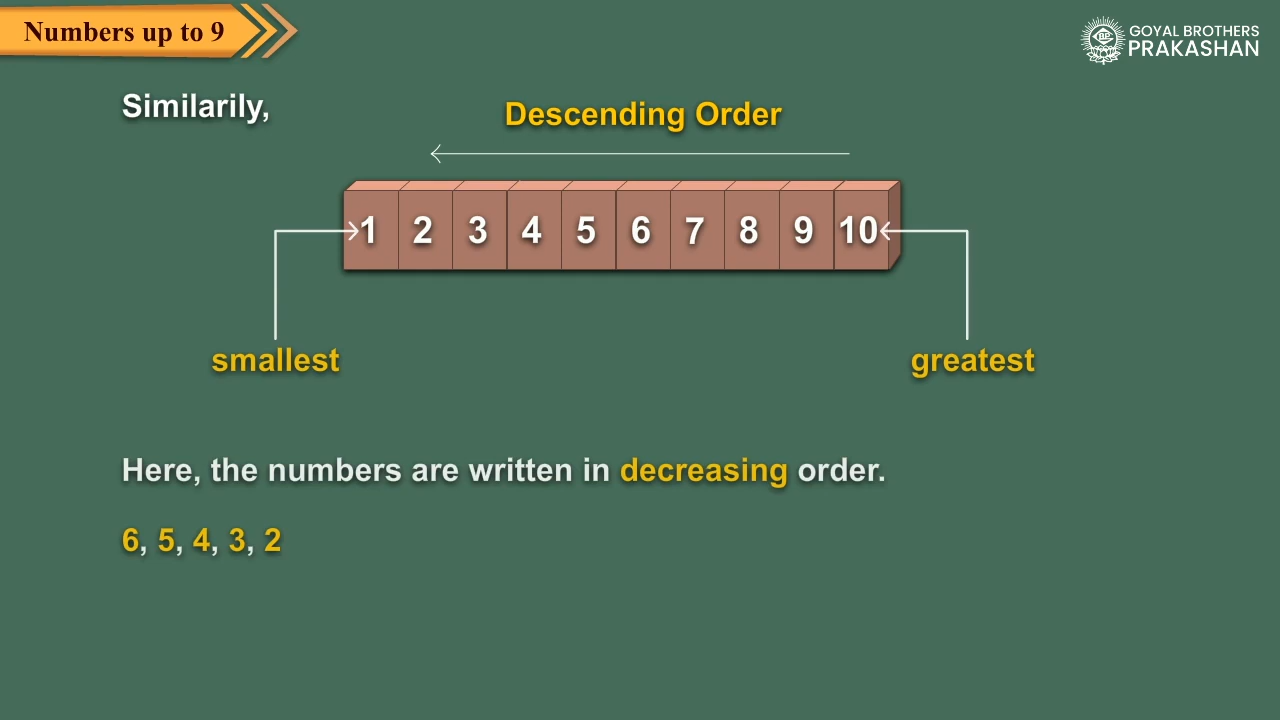 Numbers up to 9
GOYAL BROTHERS
PRAKASHAN
Similarily,
Descending Order
1 2 3 4 5 6 7 8 9 10
smallest
greatest
Here, the numbers are written in decreasing order.
6, 5, 4, 3, 2